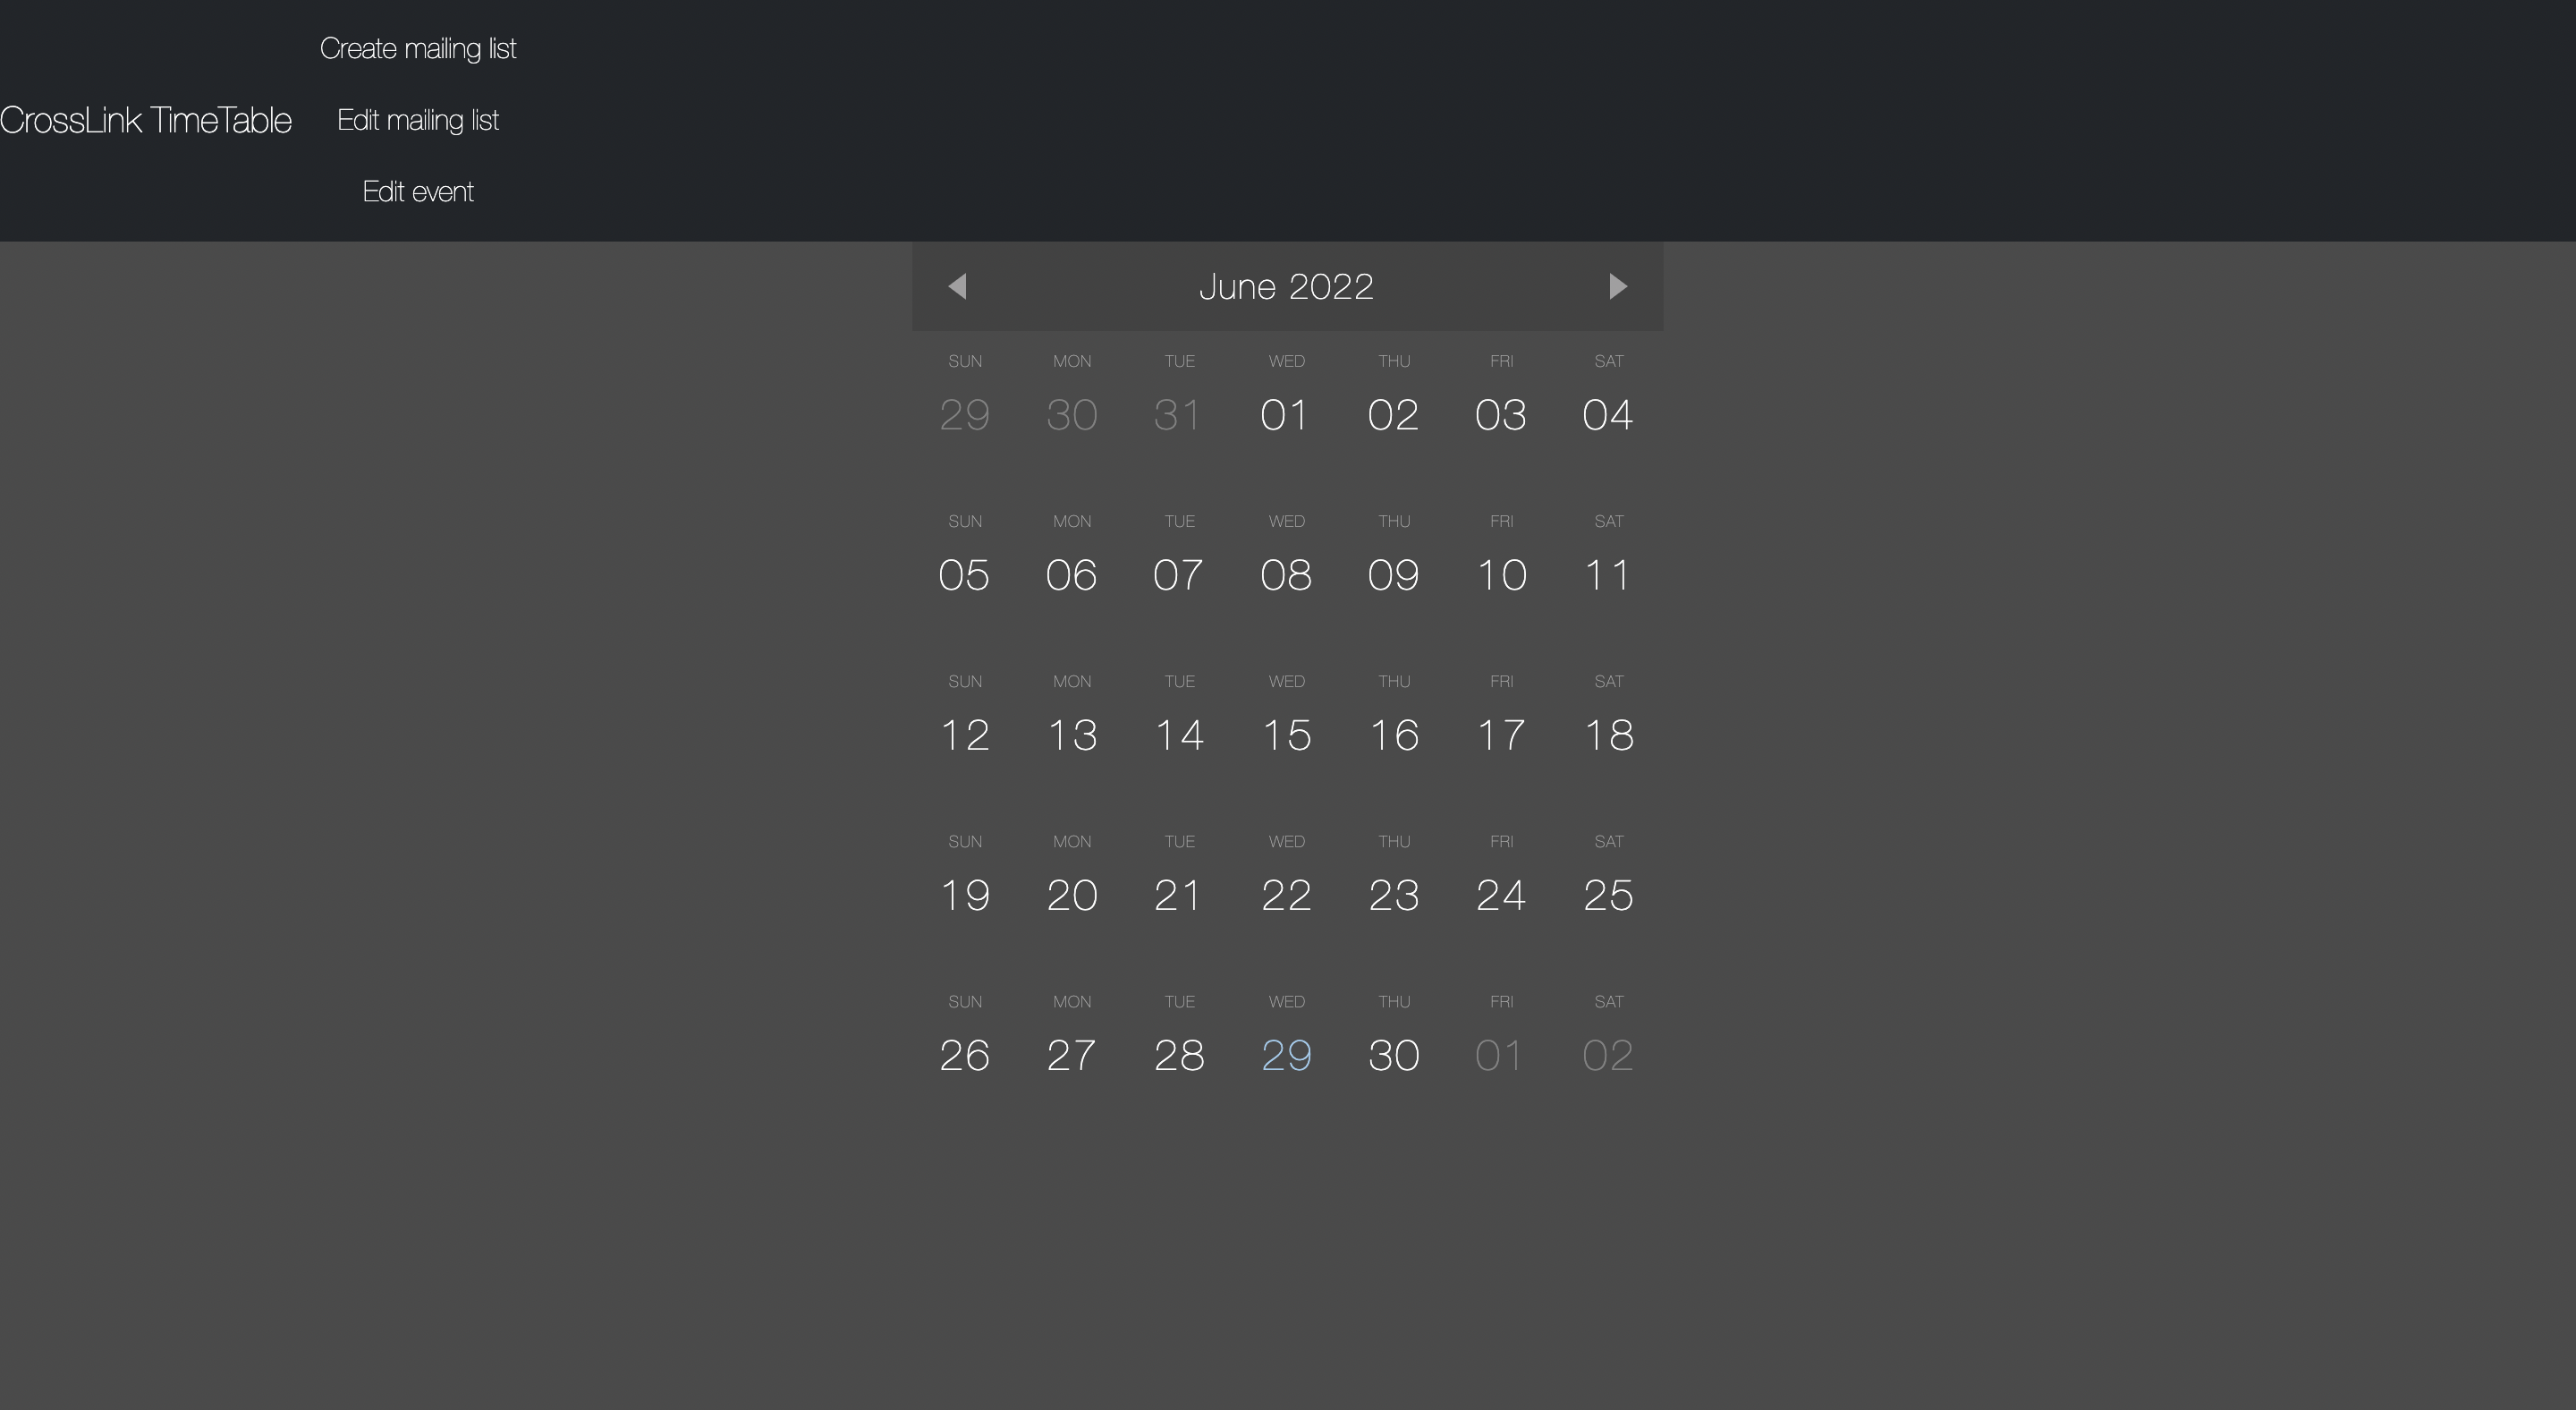 Create mailing list
CrossLink TimeTable
Edit mailing list
Edit event
June 2022
SUN MON TUE WED THU FRI SAT
29 30 31 01 02 03 04
SUN MON TUE WED THU FRI SAT
05 06 07 08 09 10 11
SUN MON TUE WED THU FRI SAT
12 13 14 15 16 17 18
SUN MON TUE WED THU FRI SAT
19 20 21 22 23 24 25
SUN MON TUE WED THU FRI SAT
26 27 28 29 30 01 02